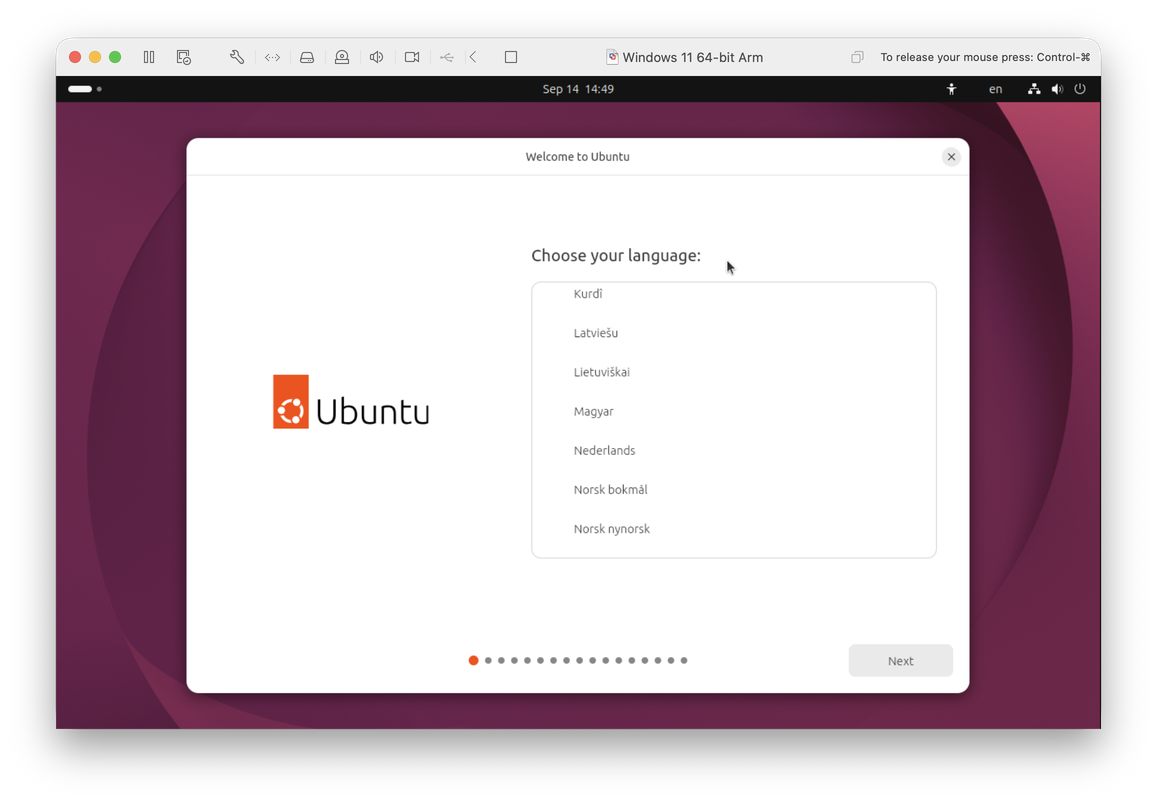 Windows 11 64-bit Arm
To release your mouse press: Control-⌘
Sep 14 14:49
en
Welcome to Ubuntu
Choose your language:
Kurdî
Latviešu
Lietuviškai
Magyar
Nederlands
Norsk bokmål
Norsk nynorsk
Ubuntu
Next